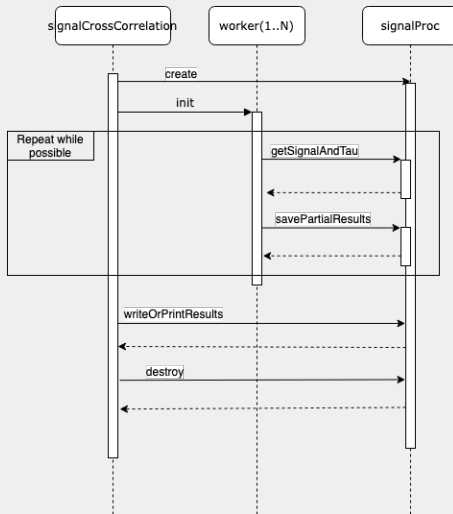 signalCrossCorrelation
worker(1..N)
signalProc
create
init
Repeat while
possible
getSignalAndTau
savePartialResults
writeOrPrintResults
destroy